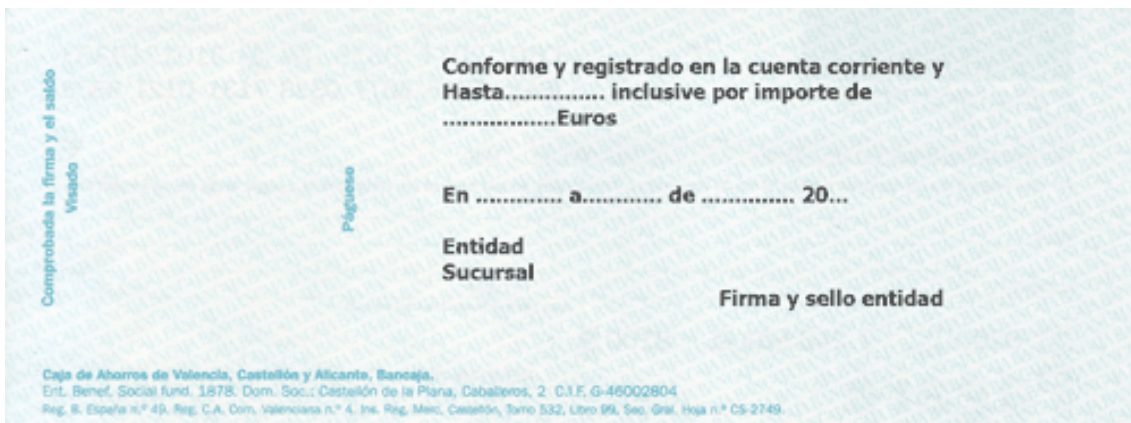 Comprobada la firma y el saldo
Visado
Páguese
Conforme y registrado en la cuenta corriente y
Hasta............... inclusive por importe de
.................Euros
En ............. a............ de .............. 20...
Entidad
Sucursal
Firma y sello entidad
Caja de Ahorros de Valencia, Castellón y Alicante, Bancaja.
Ent. Benef. Social fund. 1878. Dom. Soc.: Castellón de la Plana, Caballeros, 2 C.I.F. G-46002804
Reg. B. España n.º 49. Reg. C.A. Com. Valenciana n.º 4. Ins. Reg. Merc. Castellón, Tomo 532, Libro 99, Sec. Gral. Hoja n.º CS-2749.